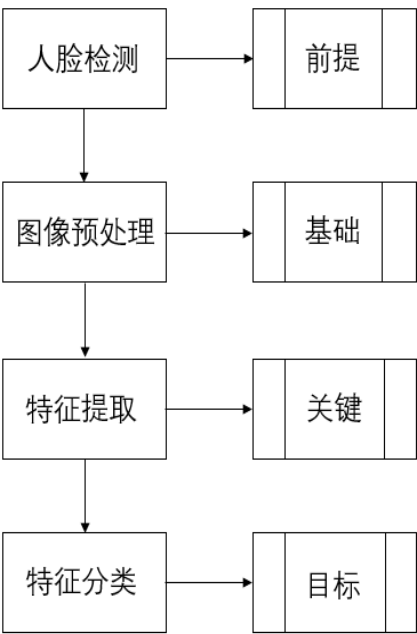 人脸检测
前提
图像预处理
基础
特征提取
关键
特征分类
目标